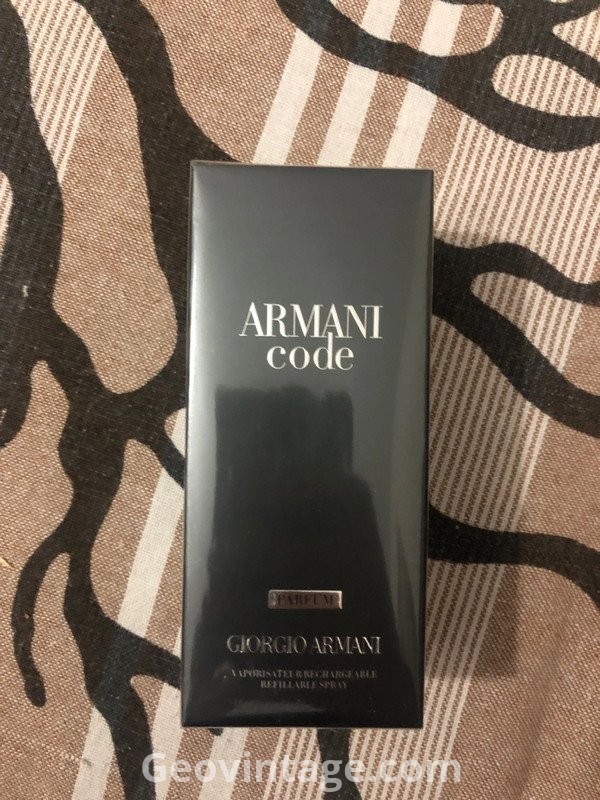 ARMANI
code
PARFUM
GIORGIO ARMANI
VAPORISATEUR RECHARGEABLE
REFILLABLE SPRAY
Geovintage.com